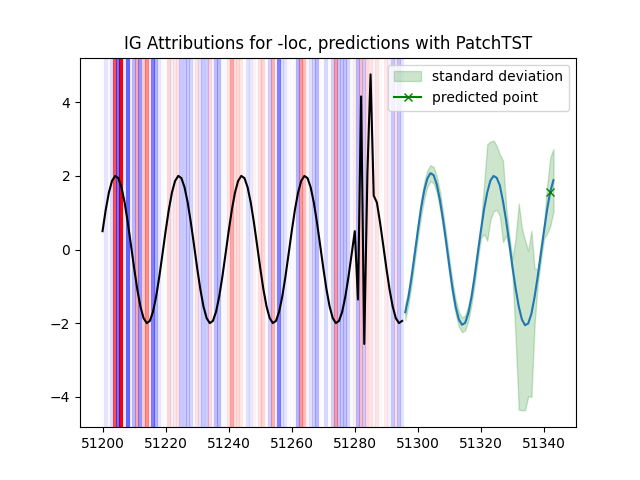 IG Attributions for -loc, predictions with PatchTST
standard deviation
predicted point
4
2
0
−2
−4
51200 51220 51240 51260 51280 51300 51320 51340